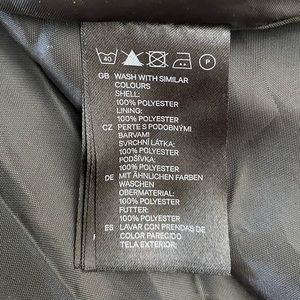 40 P
GB WASH WITH SIMILAR
COLOURS
SHELL:
100% POLYESTER
LINING:
100% POLYESTER
CZ PERTE S PODOBNÝMI
BARVAMI
SVRCHNÍ LÁTKA:
100% POLYESTER
PODŠÍVKA:
100% POLYESTER
DE MIT ÄHNLICHEN FARBEN
WASCHEN
OBERMATERIAL:
100% POLYESTER
FUTTER:
100% POLYESTER
ES LAVAR CON PRENDAS DE
COLOR PARECIDO
TELA EXTERIOR: